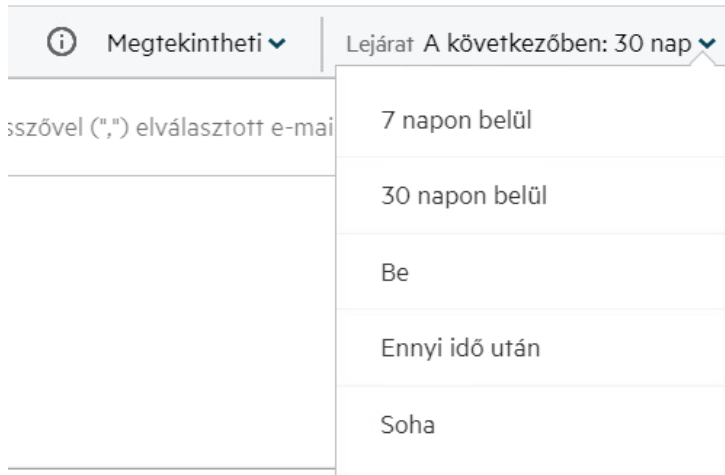 Megtekintheti Lejárat A következőben: 30 nap
sszővel (",") elválasztott e-mai
7 napon belül
30 napon belül
Be
Ennyi idő után
Soha